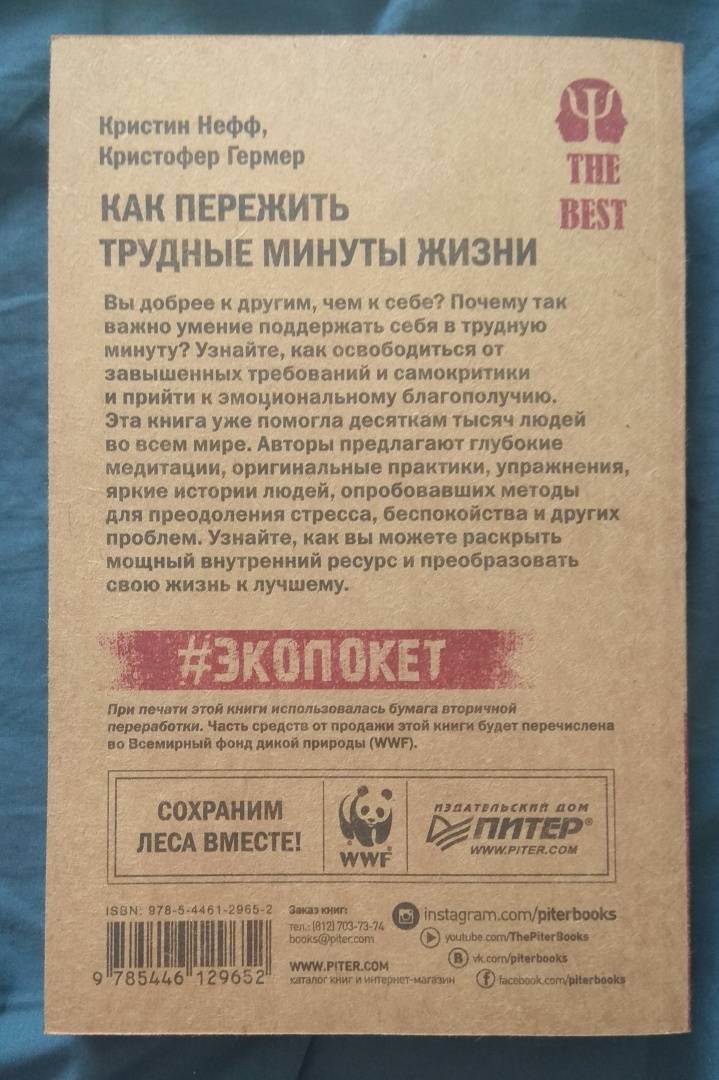 Кристин Нефф,
Кристофер Гермер
THE
BEST
КАК ПЕРЕЖИТЬ
ТРУДНЫЕ МИНУТЫ ЖИЗНИ
Вы добрее к другим, чем к себе? Почему так
важно умение поддержать себя в трудную
минуту? Узнайте, как освободиться от
завышенных требований и самокритики
и прийти к эмоциональному благополучию.
Эта книга уже помогла десяткам тысяч людей
во всем мире. Авторы предлагают глубокие
медитации, оригинальные практики, упражнения,
яркие истории людей, опробовавших методы
для преодоления стресса, беспокойства и других
проблем. Узнайте, как вы можете раскрыть
мощный внутренний ресурс и преобразовать
свою жизнь к лучшему.
#ЭКОПОКЕТ
При печати этой книги использовалась бумага вторичной
переработки. Часть средств от продажи этой книги будет перечислена
во Всемирный фонд дикой природы (WWF).
СОХРАНИМ
ЛЕСА ВМЕСТЕ!
WWF
ИЗДАТЕЛЬСКИЙ ДОМ
ПИТЕР®
WWW.PITER.COM
ISBN: 978-5-4461-2965-2
9 785446 129652
Заказ книг:
тел.: (812) 703-73-74
books@piter.com
WWW.PITER.COM
каталог книг и интернет-магазин
instagram.com/piterbooks
youtube.com/ThePiterBooks
vk.com/piterbooks
facebook.com/piterbooks